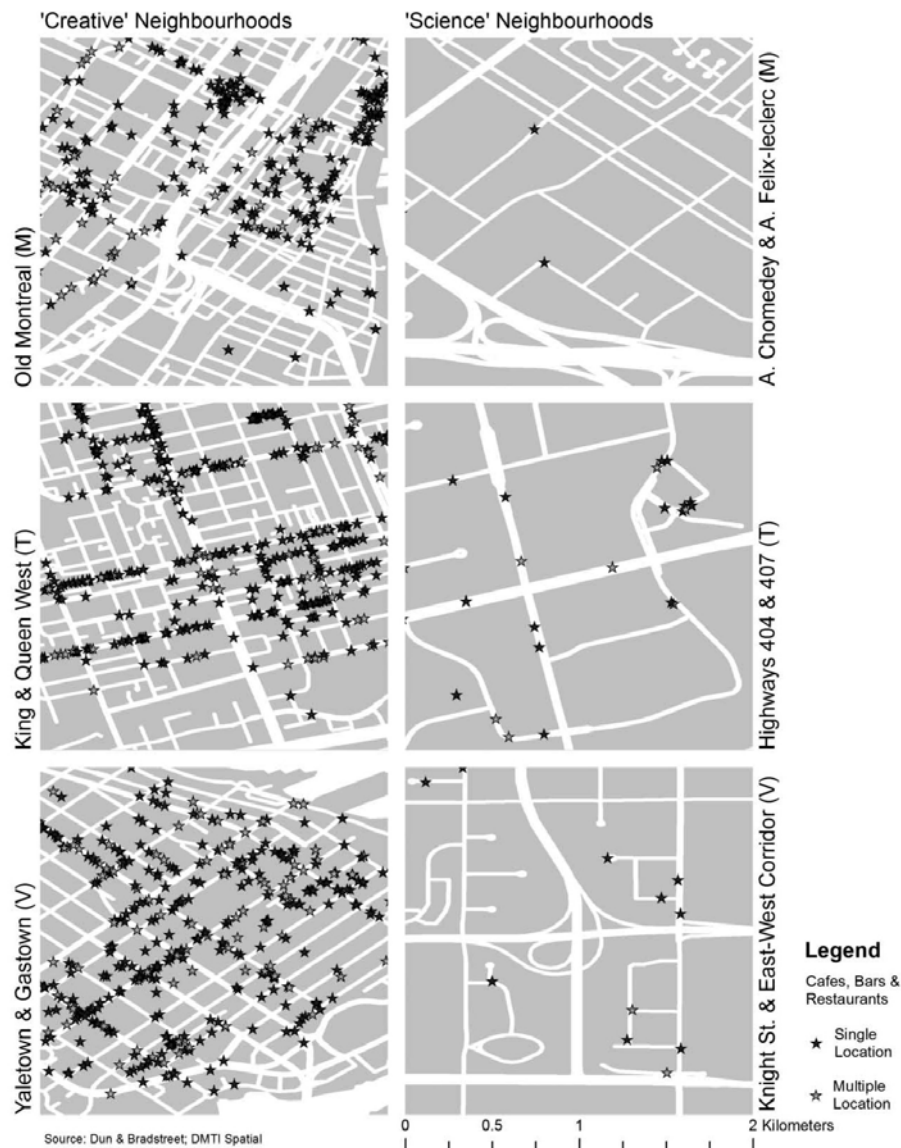 'Creative' Neighbourhoods
'Science' Neighbourhoods
Old Montreal (M)
A. Chomedey & A. Felix-leclerc (M)
King & Queen West (T)
Highways 404 & 407 (T)
Yaletown & Gastown (V)
Knight St. & East-West Corridor (V)
Legend
Cafes, Bars &
Restaurants
Single
Location
Multiple
Location
Source: Dun & Bradstreet; DMTI Spatial
0 0.5 1 2 Kilometers